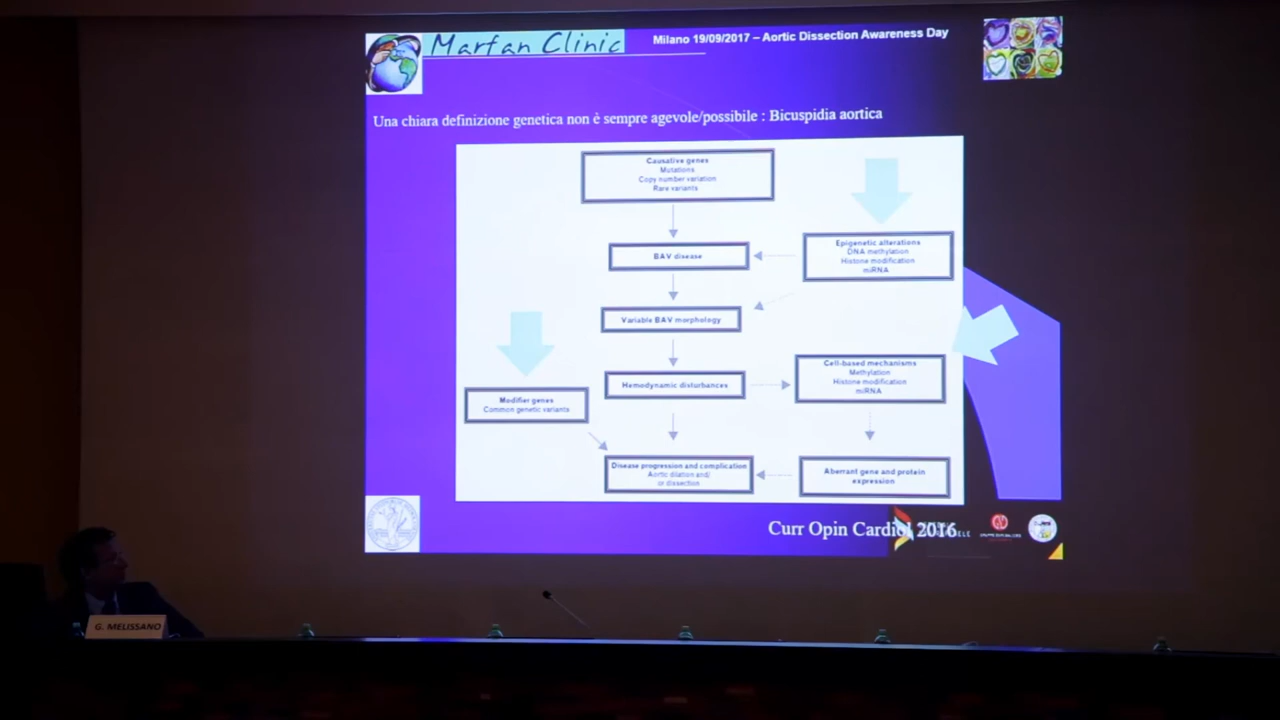 Marfan Clinic
Milano 19/09/2017 – Aortic Dissection Awareness Day
Una chiara definizione genetica non è sempre agevole/possibile : Bicuspidia aortica
Causative genes
Mutations
Copy number variation
Rare variants
Epigenetic alterations
DNA methylation
Histone modification
miRNA
BAV disease
Variable BAV morphology
Hemodynamic disturbances
Cell-based mechanisms
Methylation
Histone modification
miRNA
Modifier genes
Common genetic variants
Disease progression and complication
Aortic dilation and/
or dissection
Aberrant gene and protein
expression
Curr Opin Cardiol 2016
G. MELISSANO